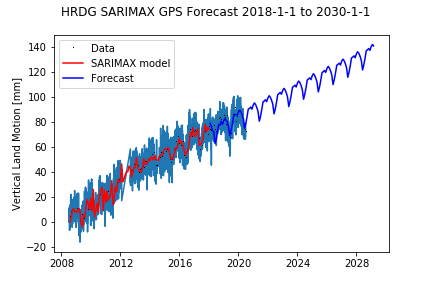 HRDG SARIMAX GPS Forecast 2018-1-1 to 2030-1-1
Data
SARIMAX model
Forecast
Vertical Land Motion [mm]
140
120
100
80
60
40
20
0
−20
2008 2012 2016 2020 2024 2028